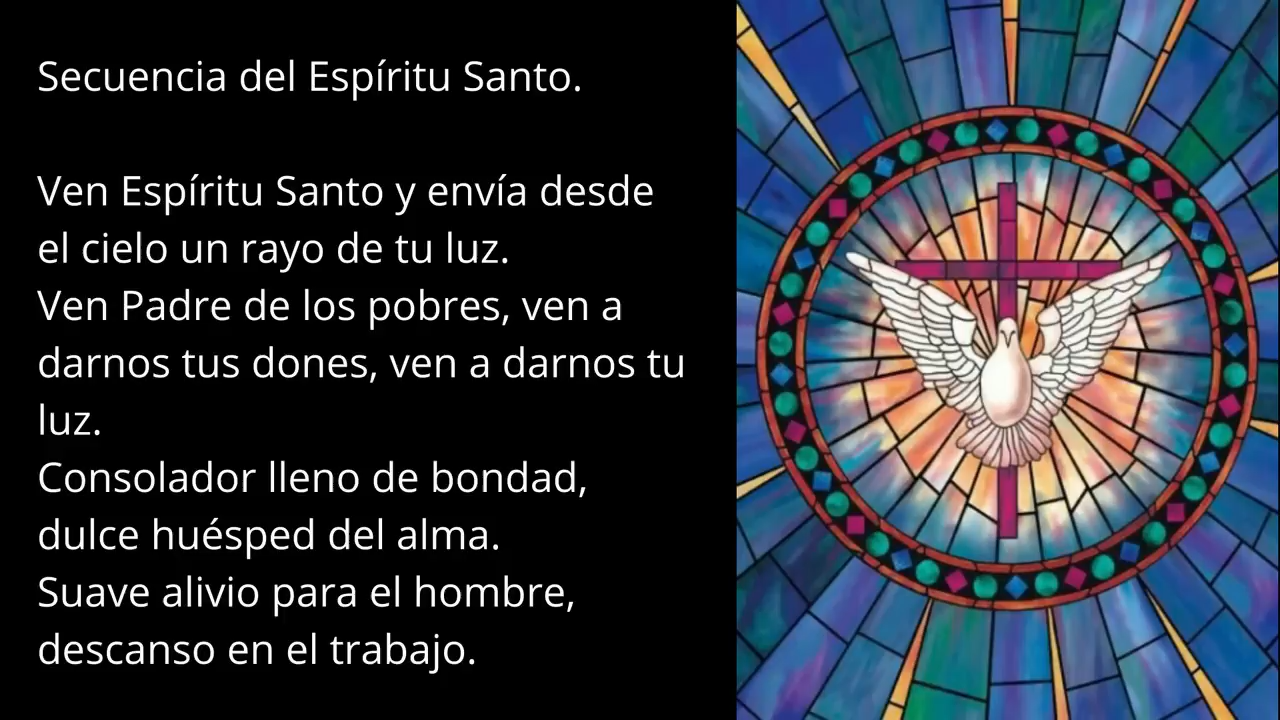 Secuencia del Espíritu Santo.
Ven Espíritu Santo y envía desde
el cielo un rayo de tu luz.
Ven Padre de los pobres, ven a
darnos tus dones, ven a darnos tu
luz.
Consolador lleno de bondad,
dulce huésped del alma.
Suave alivio para el hombre,
descanso en el trabajo.